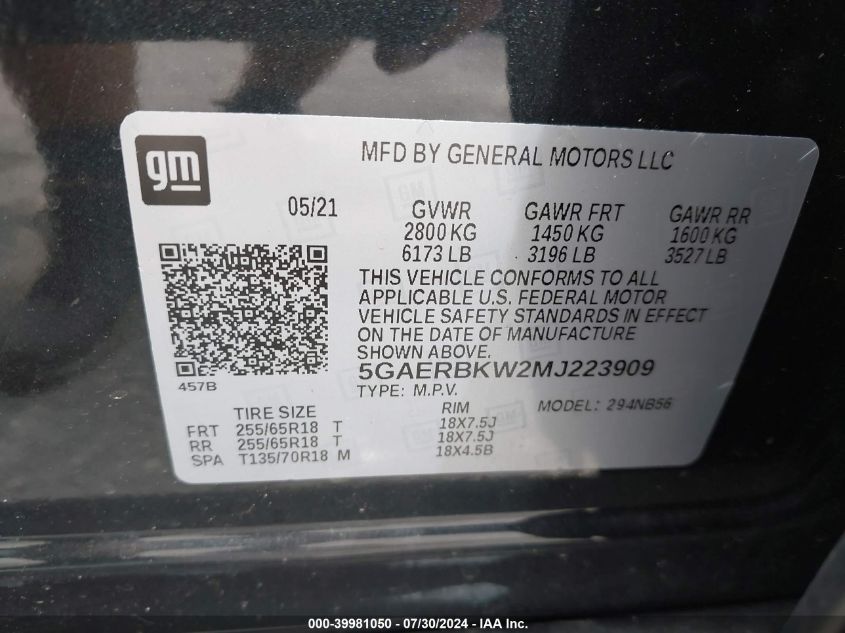 gm
MFD BY GENERAL MOTORS LLC
05/21 GVWR GAWR FRT GAWR RR
2800 KG 1450 KG 1600 KG
6173 LB 3196 LB 3527 LB
THIS VEHICLE CONFORMS TO ALL
APPLICABLE U.S. FEDERAL MOTOR
VEHICLE SAFETY STANDARDS IN EFFECT
ON THE DATE OF MANUFACTURE
SHOWN ABOVE.
457B 5GAERBKW2MJ223909
TYPE: M.P.V.
TIRE SIZE RIM MODEL: 294NB56
FRT 255/65R18 T 18X7.5J
RR 255/65R18 T 18X7.5J
SPA T135/70R18 M 18X4.5B
000-39981050 / 07/30/2024 - IAA Inc.